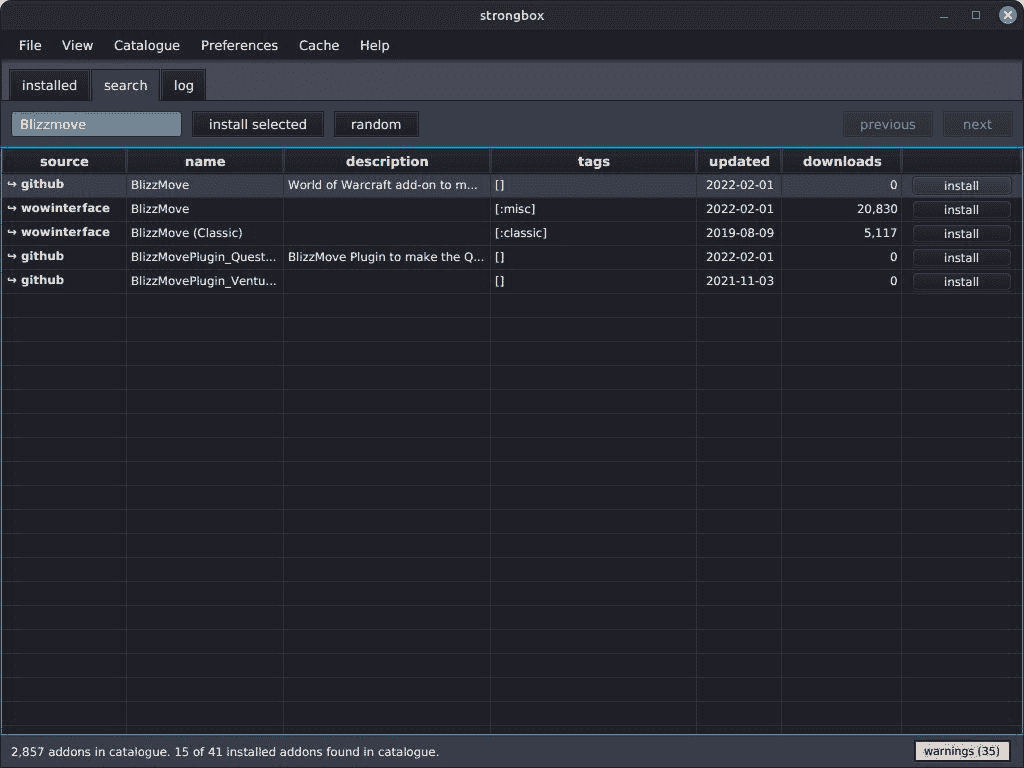 strongbox
File View Catalogue Preferences Cache Help
installed search log
Blizzmove install selected random previous next
source name description tags updated downloads
↪ github BlizzMove World of Warcraft add-on to m... [] 2022-02-01 0 install
↪ wowinterface BlizzMove [:misc] 2022-02-01 20,830 install
↪ wowinterface BlizzMove (Classic) [:classic] 2019-08-09 5,117 install
↪ github BlizzMovePlugin_Quest... BlizzMove Plugin to make the Q... [] 2022-02-01 0 install
↪ github BlizzMovePlugin_Ventu... [] 2021-11-03 0 install
2,857 addons in catalogue. 15 of 41 installed addons found in catalogue. warnings (35)